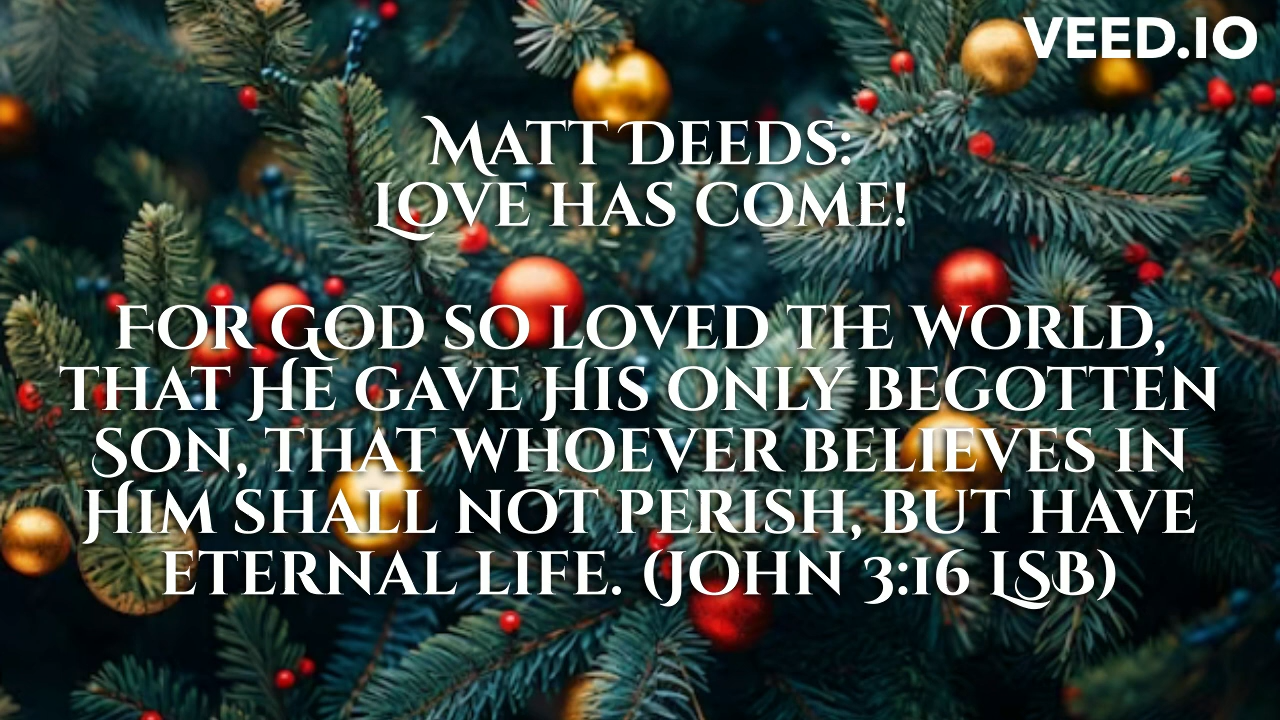 VEED.IO
Matt Deeds:
Love has come!
For God so loved the world,
that He gave His only begotten
Son, that whoever believes in
Him shall not perish, but have
eternal life. (John 3:16 LSB)